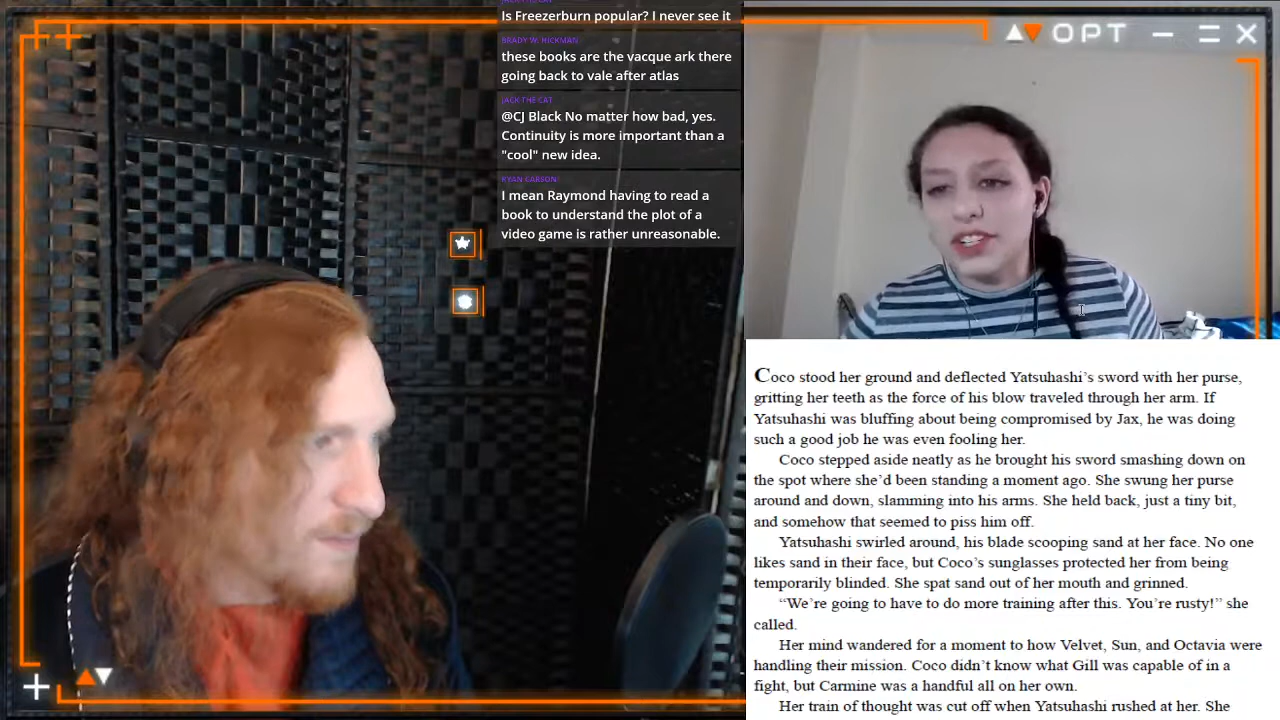 Is Freezerburn popular? I never see it
BRADY W. HICKMAN
these books are the vacque ark there
going back to vale after atlas
JACK THE CAT
@CJ Black No matter how bad, yes.
Continuity is more important than a
"cool" new idea.
RYAN CARSON
I mean Raymond having to read a
book to understand the plot of a
video game is rather unreasonable.
OPT
Coco stood her ground and deflected Yatsuhashi’s sword with her purse,
gritting her teeth as the force of his blow traveled through her arm. If
Yatsuhashi was bluffing about being compromised by Jax, he was doing
such a good job he was even fooling her.
Coco stepped aside neatly as he brought his sword smashing down on
the spot where she’d been standing a moment ago. She swung her purse
around and down, slamming into his arms. She held back, just a tiny bit,
and somehow that seemed to piss him off.
Yatsuhashi swirled around, his blade scooping sand at her face. No one
likes sand in their face, but Coco’s sunglasses protected her from being
temporarily blinded. She spat sand out of her mouth and grinned.
“We’re going to have to do more training after this. You’re rusty!” she
called.
Her mind wandered for a moment to how Velvet, Sun, and Octavia were
handling their mission. Coco didn’t know what Gill was capable of in a
fight, but Carmine was a handful all on her own.
Her train of thought was cut off when Yatsuhashi rushed at her. She